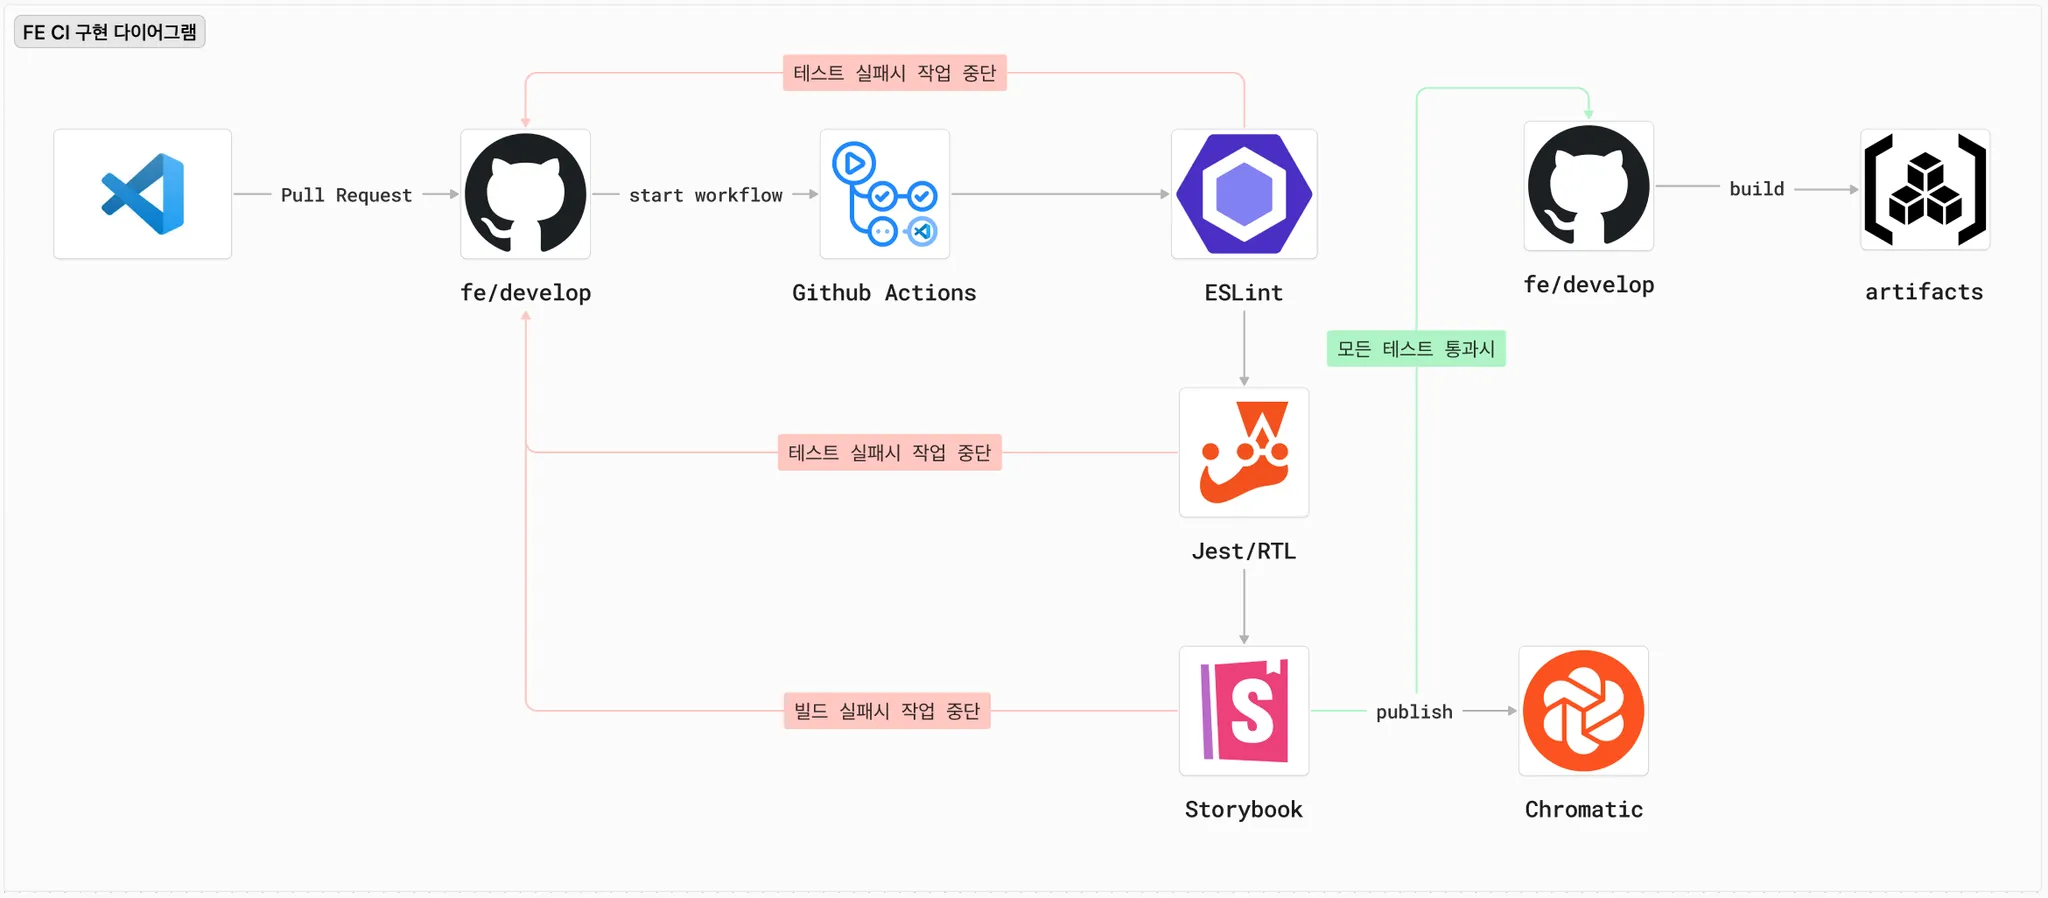 FE CI 구현 다이어그램
테스트 실패시 작업 중단
Pull Request
start workflow
build
fe/develop
Github Actions
ESLint
fe/develop
artifacts
모든 테스트 통과시
테스트 실패시 작업 중단
Jest/RTL
빌드 실패시 작업 중단
S
publish
Storybook
Chromatic